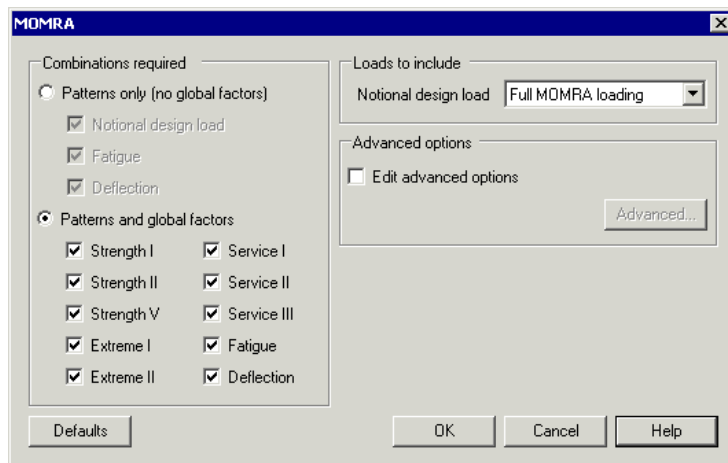 MOMRA
Combinations required
Patterns only (no global factors)
Notional design load
Fatigue
Deflection
Patterns and global factors
Strength I
Service I
Strength II
Service II
Strength V
Service III
Extreme I
Fatigue
Extreme II
Deflection
Loads to include
Notional design load
Full MOMRA loading
Advanced options
Edit advanced options
Advanced...
Defaults
OK
Cancel
Help